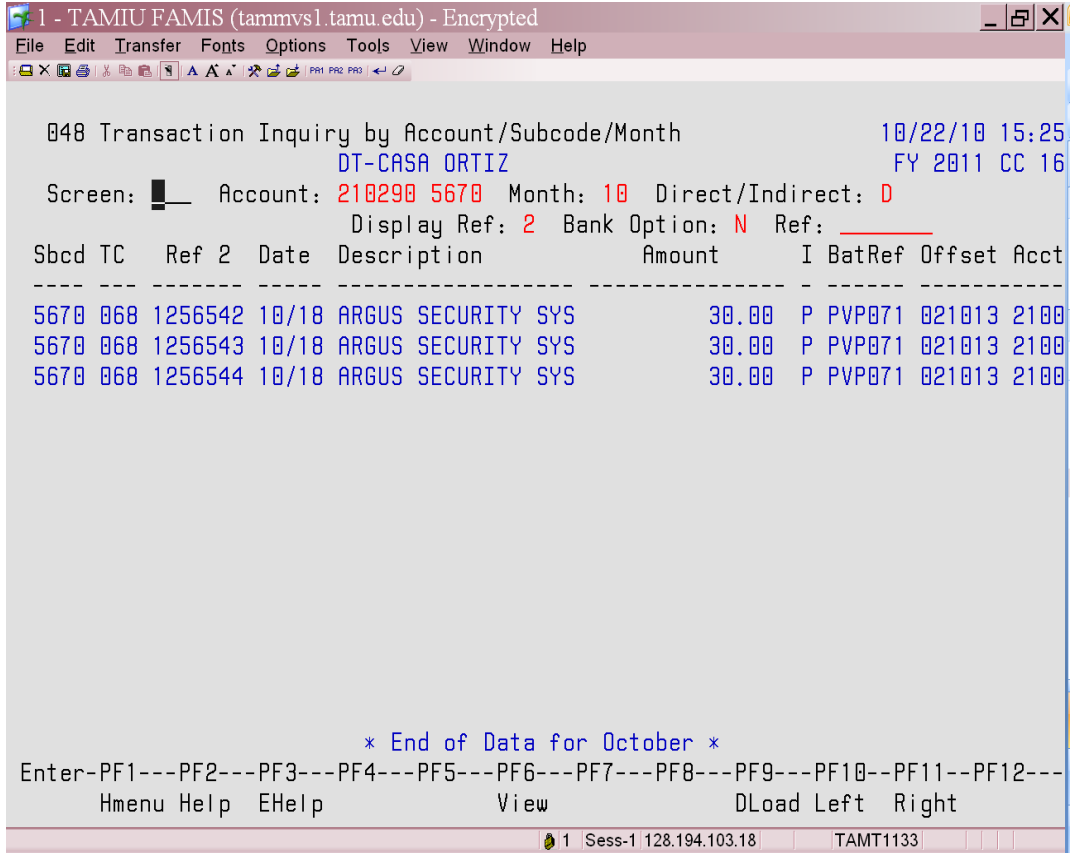 1 - TAMIU FAMIS (tammvs1.tamu.edu) - Encrypted
File Edit Transfer Fonts Options Tools View Window Help
PA1 PA2 PA3
048 Transaction Inquiry by Account/Subcode/Month 10/22/10 15:25
DT-CASA ORTIZ FY 2011 CC 16
Screen: ___ Account: 210290 5670 Month: 10 Direct/Indirect: D
Display Ref: 2 Bank Option: N Ref: _______
Sbcd TC Ref 2 Date Description Amount I BatRef Offset Acct
---- --- ------- ----- ------------------ --------------- - ------ -----------
5670 068 1256542 10/18 ARGUS SECURITY SYS 30.00 P PVP071 021013 2100
5670 068 1256543 10/18 ARGUS SECURITY SYS 30.00 P PVP071 021013 2100
5670 068 1256544 10/18 ARGUS SECURITY SYS 30.00 P PVP071 021013 2100
* End of Data for October *
Enter-PF1---PF2---PF3---PF4---PF5---PF6---PF7---PF8---PF9---PF10--PF11--PF12---
Hmenu Help EHelp View DLoad Left Right
1 Sess-1 128.194.103.18 TAMT1133